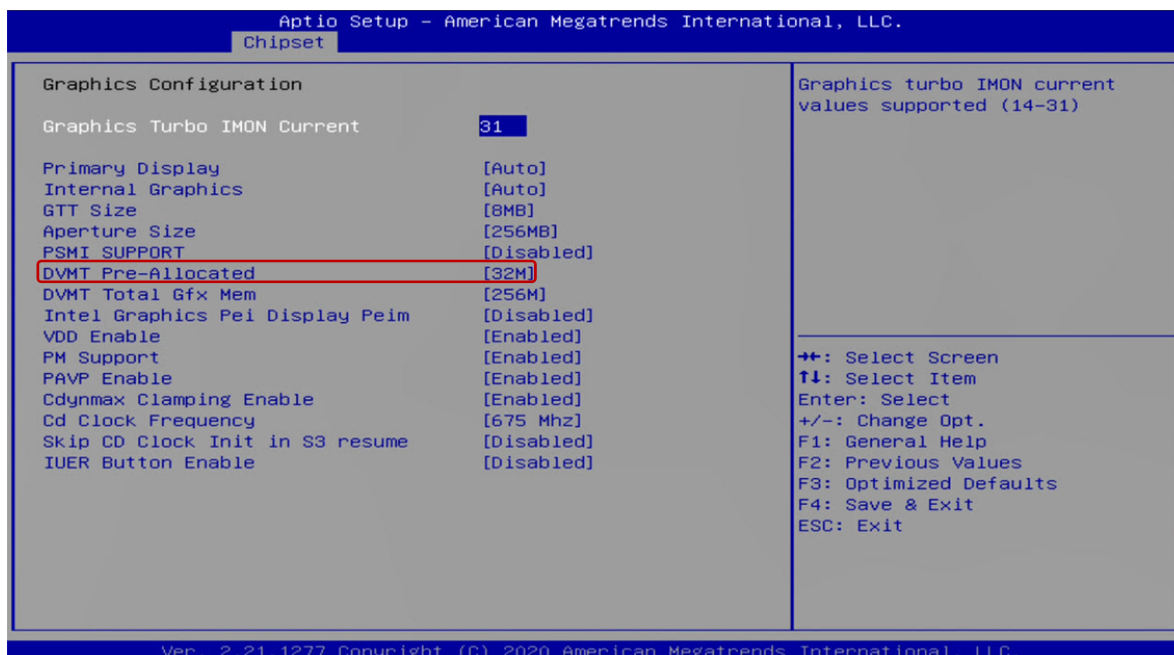 Aptio Setup – American Megatrends International, LLC.
Chipset
Graphics Configuration
Graphics Turbo IMON Current 31
Primary Display [Auto]
Internal Graphics [Auto]
GTT Size [8MB]
Aperture Size [256MB]
PSMI SUPPORT [Disabled]
DVMT Pre-Allocated [32M]
DVMT Total Gfx Mem [256M]
Intel Graphics Pei Display Peim [Disabled]
VDD Enable [Enabled]
PM Support [Enabled]
PAVP Enable [Enabled]
Cdynmax Clamping Enable [Enabled]
Cd Clock Frequency [675 Mhz]
Skip CD Clock Init in S3 resume [Disabled]
IUER Button Enable [Disabled]
Graphics turbo IMON current
values supported (14-31)
→←: Select Screen
↑↓: Select Item
Enter: Select
+/-: Change Opt.
F1: General Help
F2: Previous Values
F3: Optimized Defaults
F4: Save & Exit
ESC: Exit
Ver. 2.21.1277 Copyright (C) 2020 American Megatrends International, LLC.